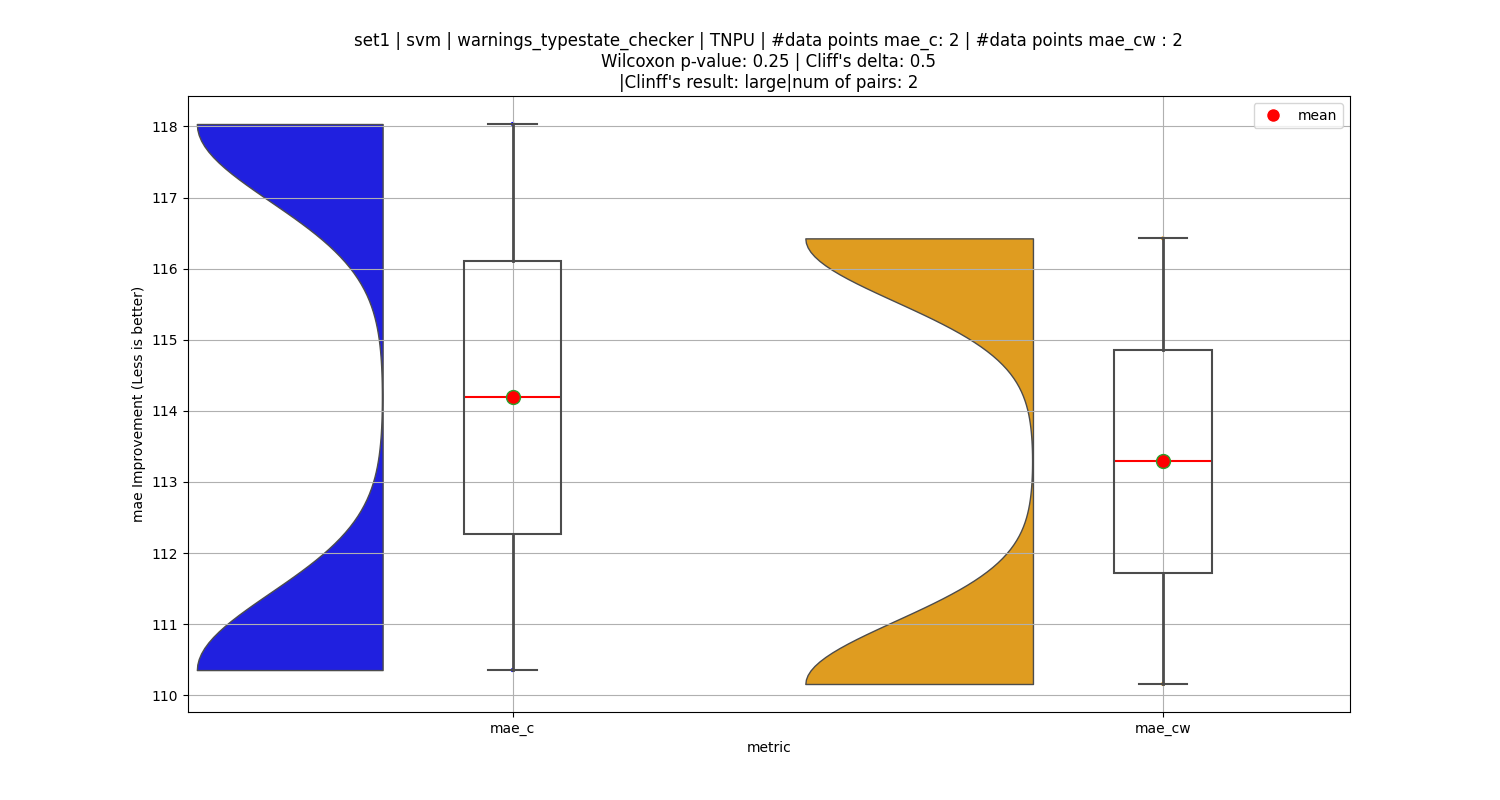 set1 | svm | warnings_typestate_checker | TNPU | #data points mae_c: 2 | #data points mae_cw : 2
Wilcoxon p-value: 0.25 | Cliff's delta: 0.5
|Clinff's result: large|num of pairs: 2
mean
118
117
116
115
114
113
112
111
110
mae Improvement (Less is better)
mae_c
mae_cw
metric